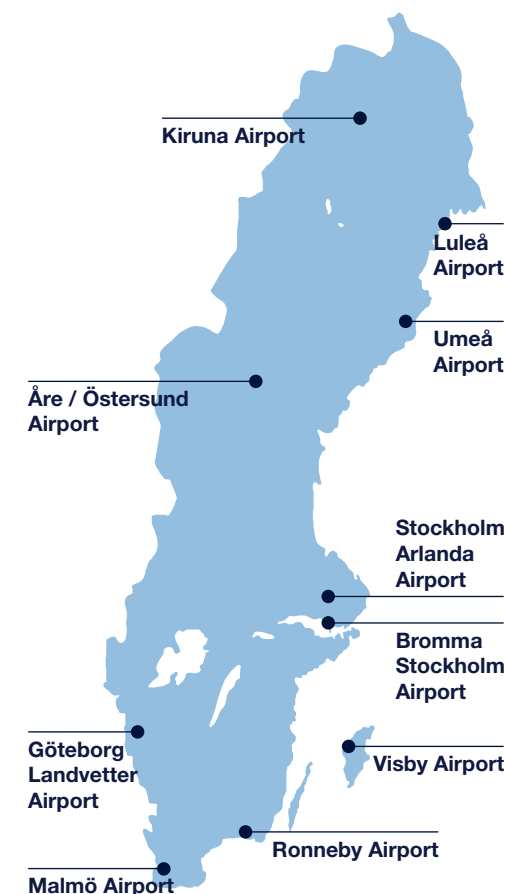 Kiruna Airport
Luleå
Airport
Umeå
Airport
Åre / Östersund
Airport
Stockholm
Arlanda
Airport
Bromma
Stockholm
Airport
Göteborg
Landvetter
Airport
Visby Airport
Ronneby Airport
Malmö Airport